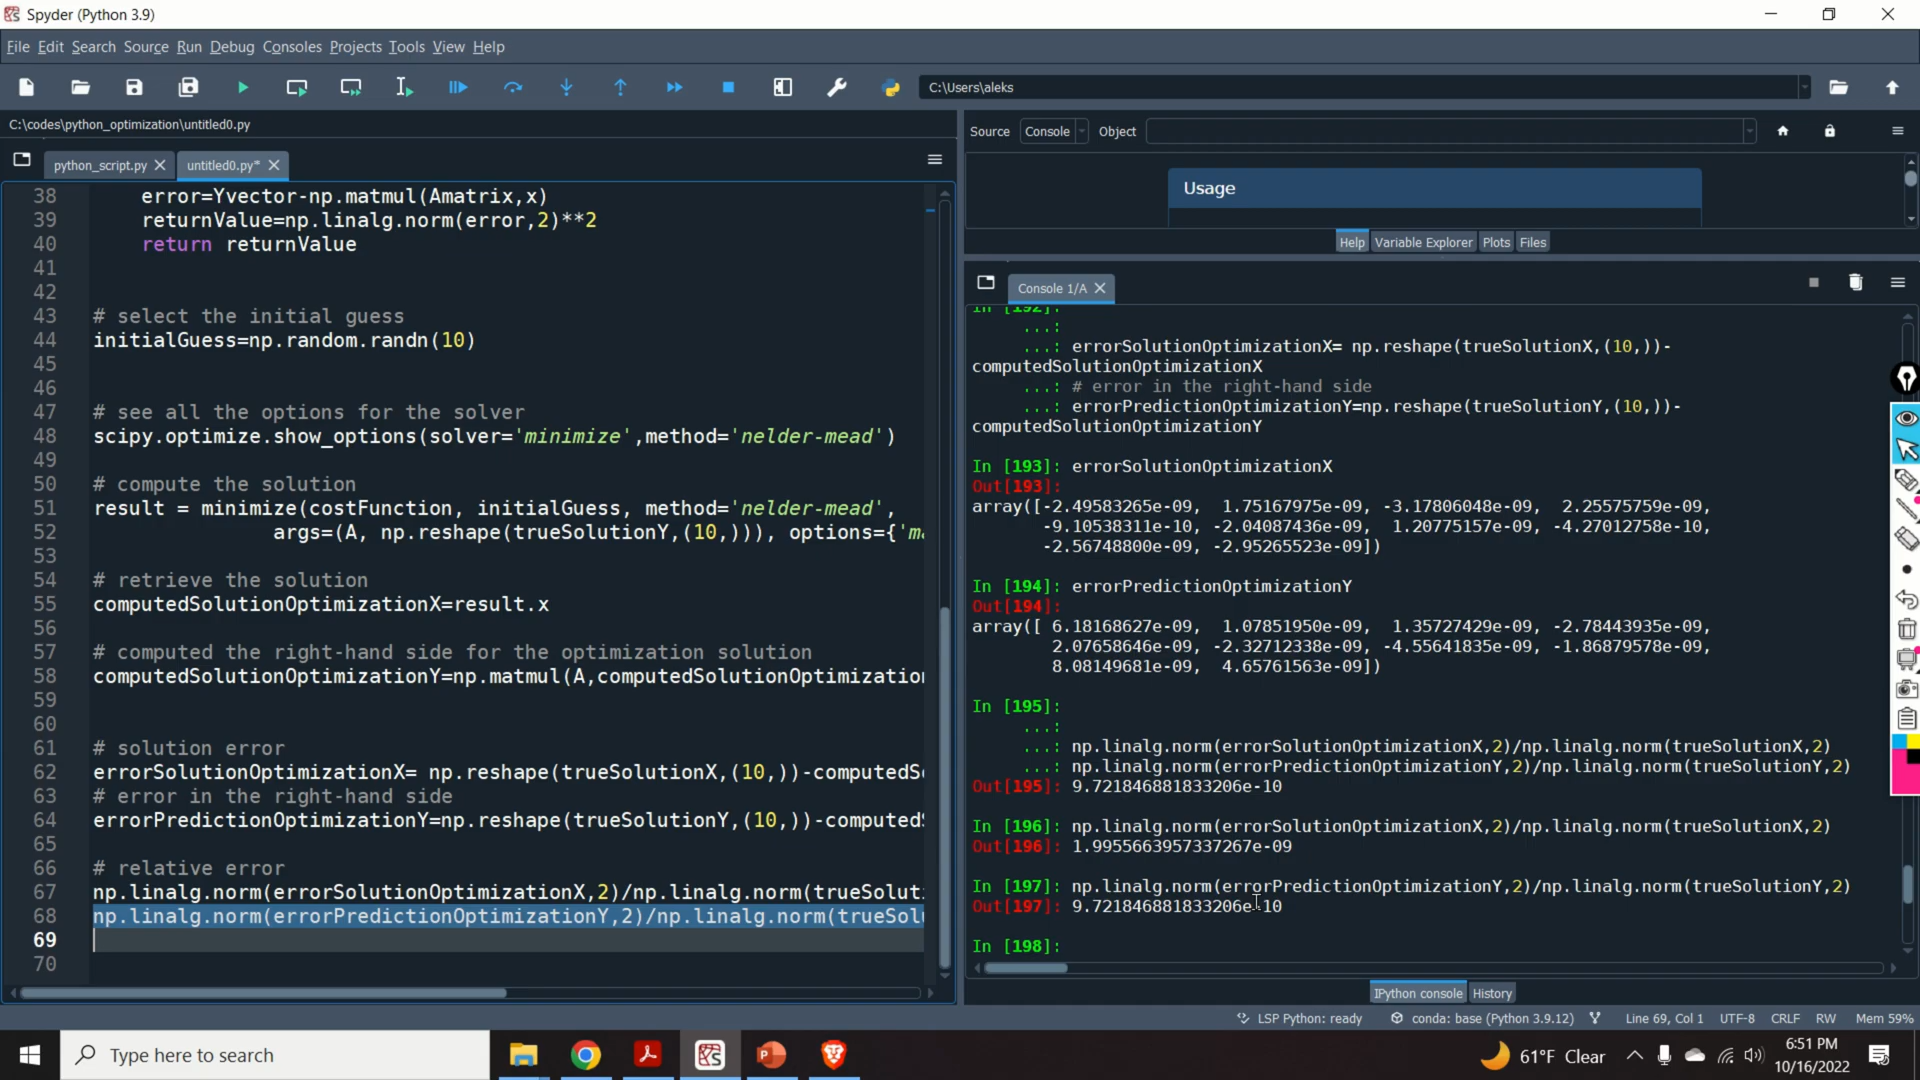 Spyder (Python 3.9)
File Edit Search Source Run Debug Consoles Projects Tools View Help
C:\Users\aleks
C:\codes\python_optimization\untitled0.py
python_script.py
untitled0.py*
38 error=Yvector-np.matmul(Amatrix,x)
39 returnValue=np.linalg.norm(error,2)**2
40 return returnValue
41
42
43 # select the initial guess
44 initialGuess=np.random.randn(10)
45
46
47 # see all the options for the solver
48 scipy.optimize.show_options(solver='minimize',method='nelder-mead')
49
50 # compute the solution
51 result = minimize(costFunction, initialGuess, method='nelder-mead',
52 args=(A, np.reshape(trueSolutionY,(10,))), options={'m
53
54 # retrieve the solution
55 computedSolutionOptimizationX=result.x
56
57 # computed the right-hand side for the optimization solution
58 computedSolutionOptimizationY=np.matmul(A,computedSolutionOptimization
59
60
61 # solution error
62 errorSolutionOptimizationX= np.reshape(trueSolutionX,(10,))-computedS
63 # error in the right-hand side
64 errorPredictionOptimizationY=np.reshape(trueSolutionY,(10,))-computedS
65
66 # relative error
67 np.linalg.norm(errorSolutionOptimizationX,2)/np.linalg.norm(trueSoluti
68 np.linalg.norm(errorPredictionOptimizationY,2)/np.linalg.norm(trueSolu
69
70
Source Console Object
Usage
Help Variable Explorer Plots Files
Console 1/A
In [192]:
...:
...: errorSolutionOptimizationX= np.reshape(trueSolutionX,(10,))-
computedSolutionOptimizationX
...: # error in the right-hand side
...: errorPredictionOptimizationY=np.reshape(trueSolutionY,(10,))-
computedSolutionOptimizationY
In [193]: errorSolutionOptimizationX
Out[193]:
array([-2.49583265e-09, 1.75167975e-09, -3.17806048e-09, 2.25575759e-09,
-9.10538311e-10, -2.04087436e-09, 1.20775157e-09, -4.27012758e-10,
-2.56748800e-09, -2.95265523e-09])
In [194]: errorPredictionOptimizationY
Out[194]:
array([ 6.18168627e-09, 1.07851950e-09, 1.35727429e-09, -2.78443935e-09,
2.07658646e-09, -2.32712338e-09, -4.55641835e-09, -1.86879578e-09,
8.08149681e-09, 4.65761563e-09])
In [195]:
...:
...: np.linalg.norm(errorSolutionOptimizationX,2)/np.linalg.norm(trueSolutionX,2)
...: np.linalg.norm(errorPredictionOptimizationY,2)/np.linalg.norm(trueSolutionY,2)
Out[195]: 9.721846881833206e-10
In [196]: np.linalg.norm(errorSolutionOptimizationX,2)/np.linalg.norm(trueSolutionX,2)
Out[196]: 1.9955663957337267e-09
In [197]: np.linalg.norm(errorPredictionOptimizationY,2)/np.linalg.norm(trueSolutionY,2)
Out[197]: 9.721846881833206e-10
In [198]:
IPython console History
LSP Python: ready conda: base (Python 3.9.12) Line 69, Col 1 UTF-8 CRLF RW Mem 59%
Type here to search
61°F Clear
6:51 PM
10/16/2022